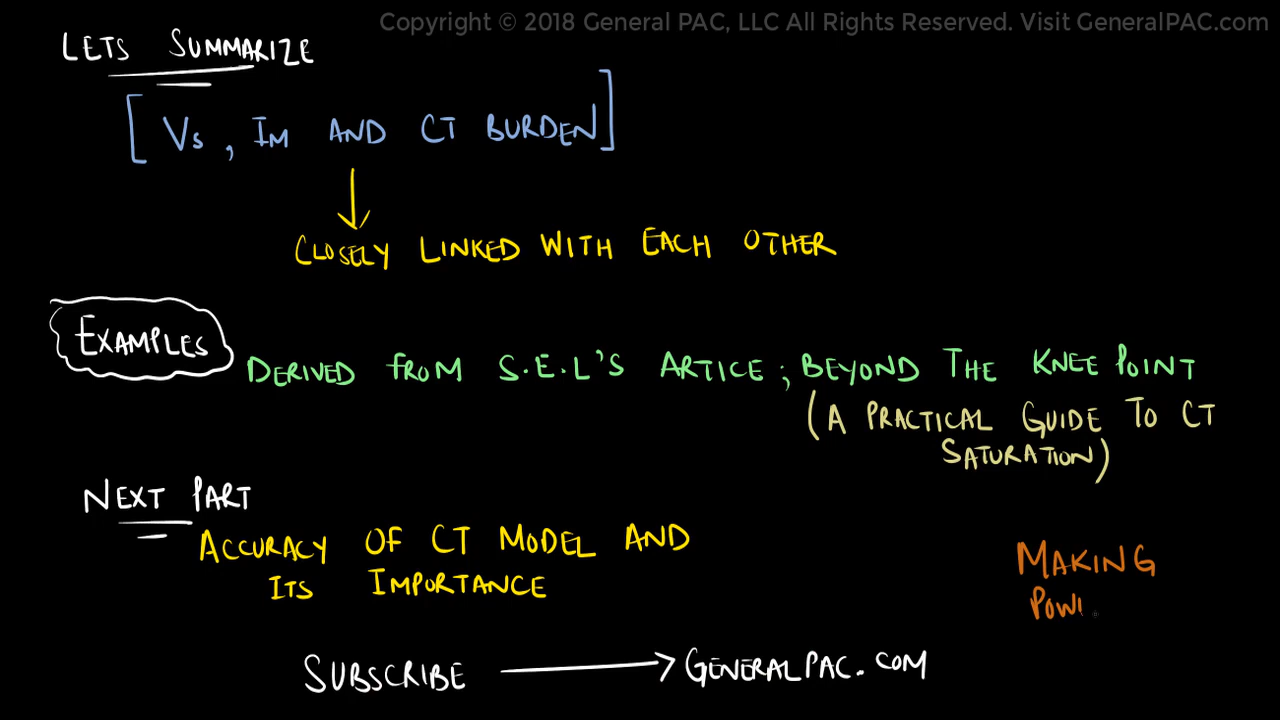 Copyright © 2018 General PAC, LLC All Rights Reserved. Visit GeneralPAC.com
LETS SUMMARIZE
[VS, IM AND CT BURDEN]
CLOSELY LINKED WITH EACH OTHER
EXAMPLES
DERIVED FROM S.E.L'S ARTICE; BEYOND THE KNEE POINT
(A PRACTICAL GUIDE TO CT
SATURATION)
NEXT PART
ACCURACY OF CT MODEL AND
ITS IMPORTANCE
MAKING
SUBSCRIBE → GENERALPAC.COM